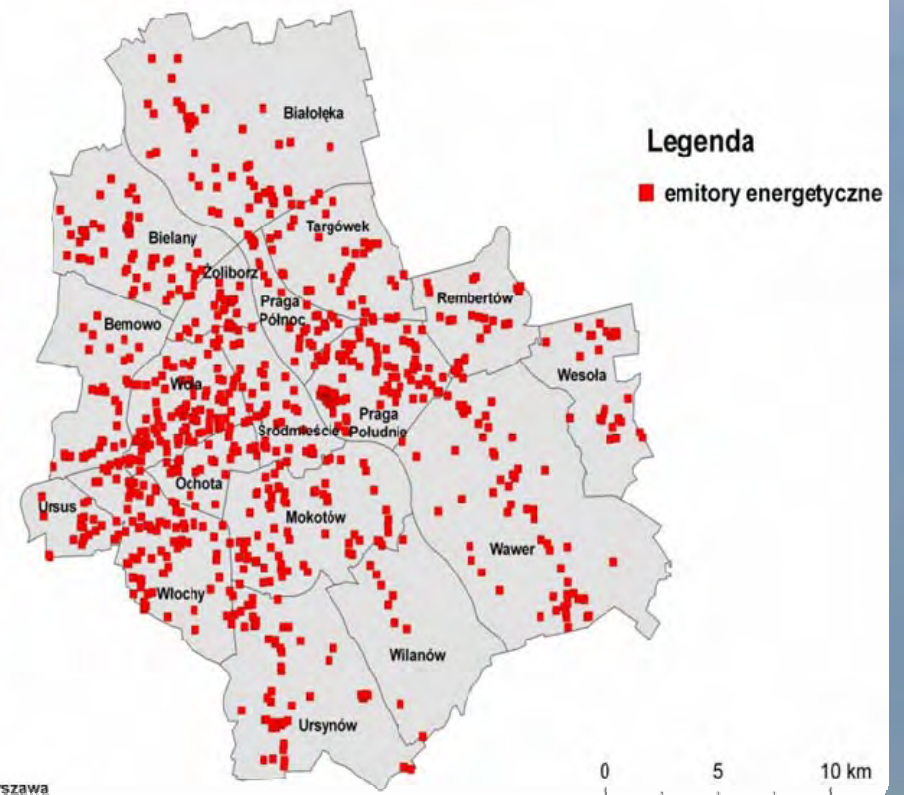 Białołęka
Legenda
emitory energetyczne
Targówek
Bielany
Żoliborz
Rembertów
Praga
Północ
Bemowo
Wesoła
Wola
Praga
Śródmieście Południe
Ochota
Ursus
Mokotów
Wawer
Włochy
Wilanów
Ursynów
0 5 10 km